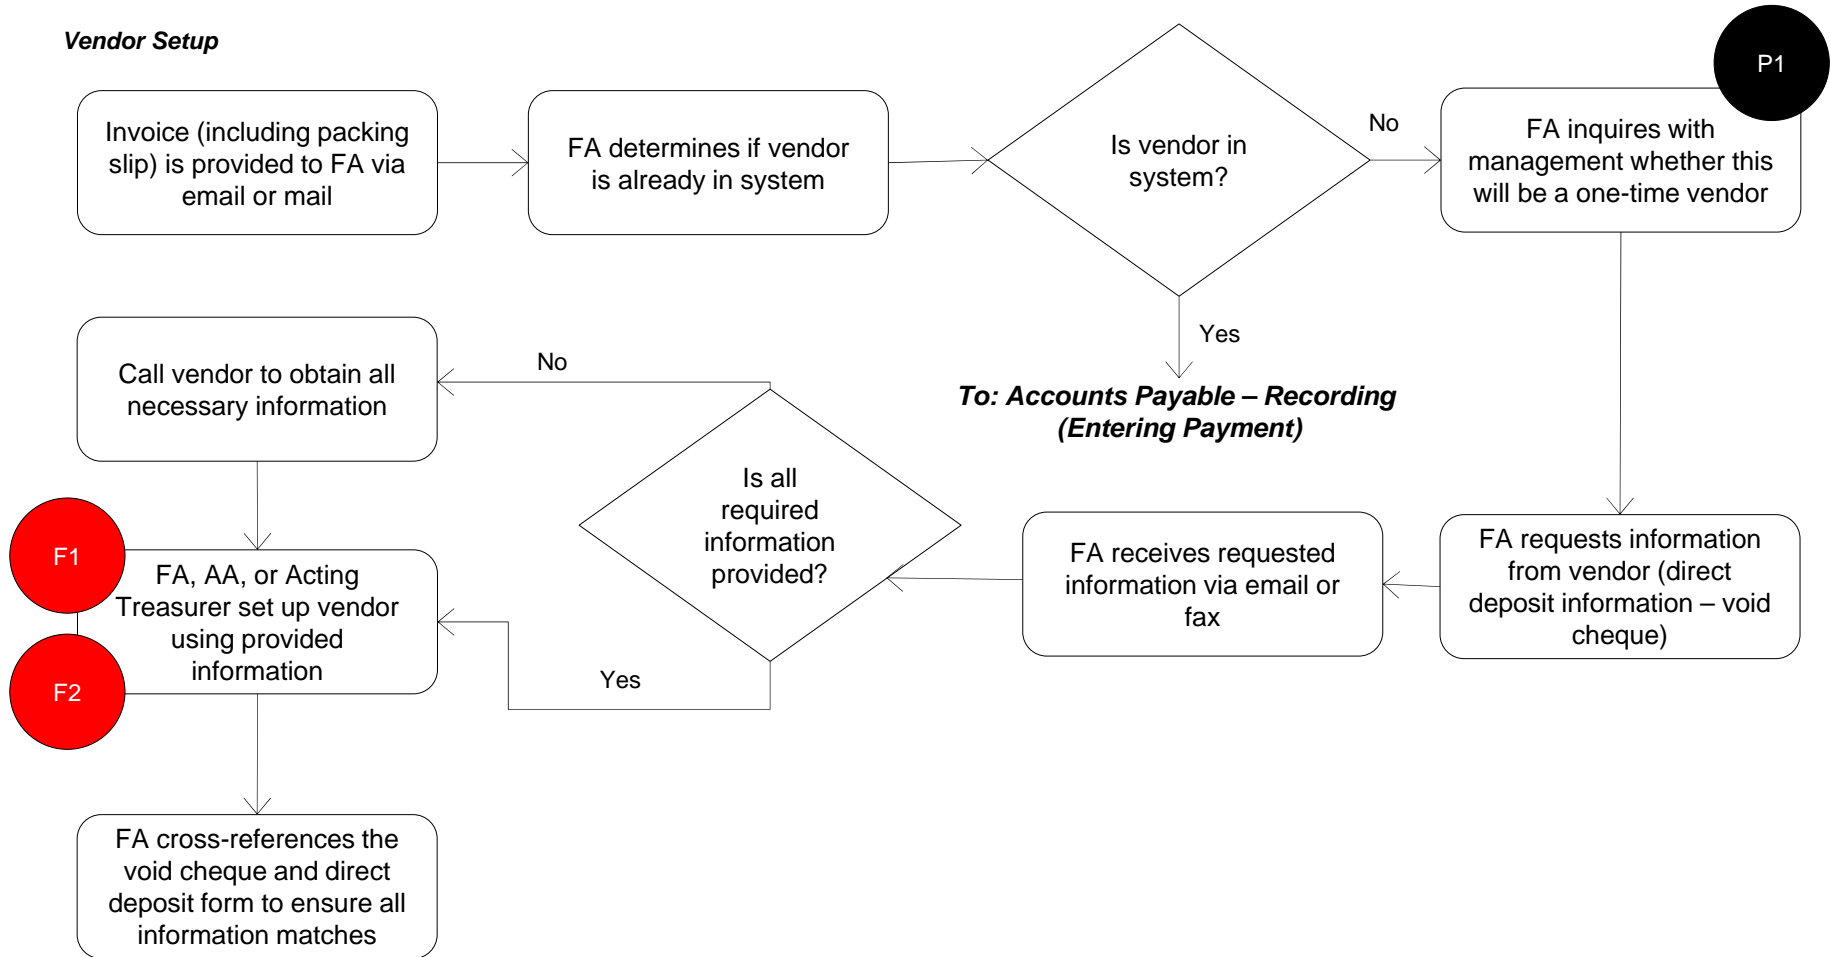 Vendor Setup
Invoice (including packing
slip) is provided to FA via
email or mail
FA determines if vendor
is already in system
Is vendor in
system?
No
P1
FA inquires with
management whether this
will be a one-time vendor
Yes
To: Accounts Payable – Recording
(Entering Payment)
FA requests information
from vendor (direct
deposit information – void
cheque)
FA receives requested
information via email or
fax
Is all
required
information
provided?
No
Call vendor to obtain all
necessary information
Yes
F1
F2
FA, AA, or Acting
Treasurer set up vendor
using provided
information
FA cross-references the
void cheque and direct
deposit form to ensure all
information matches